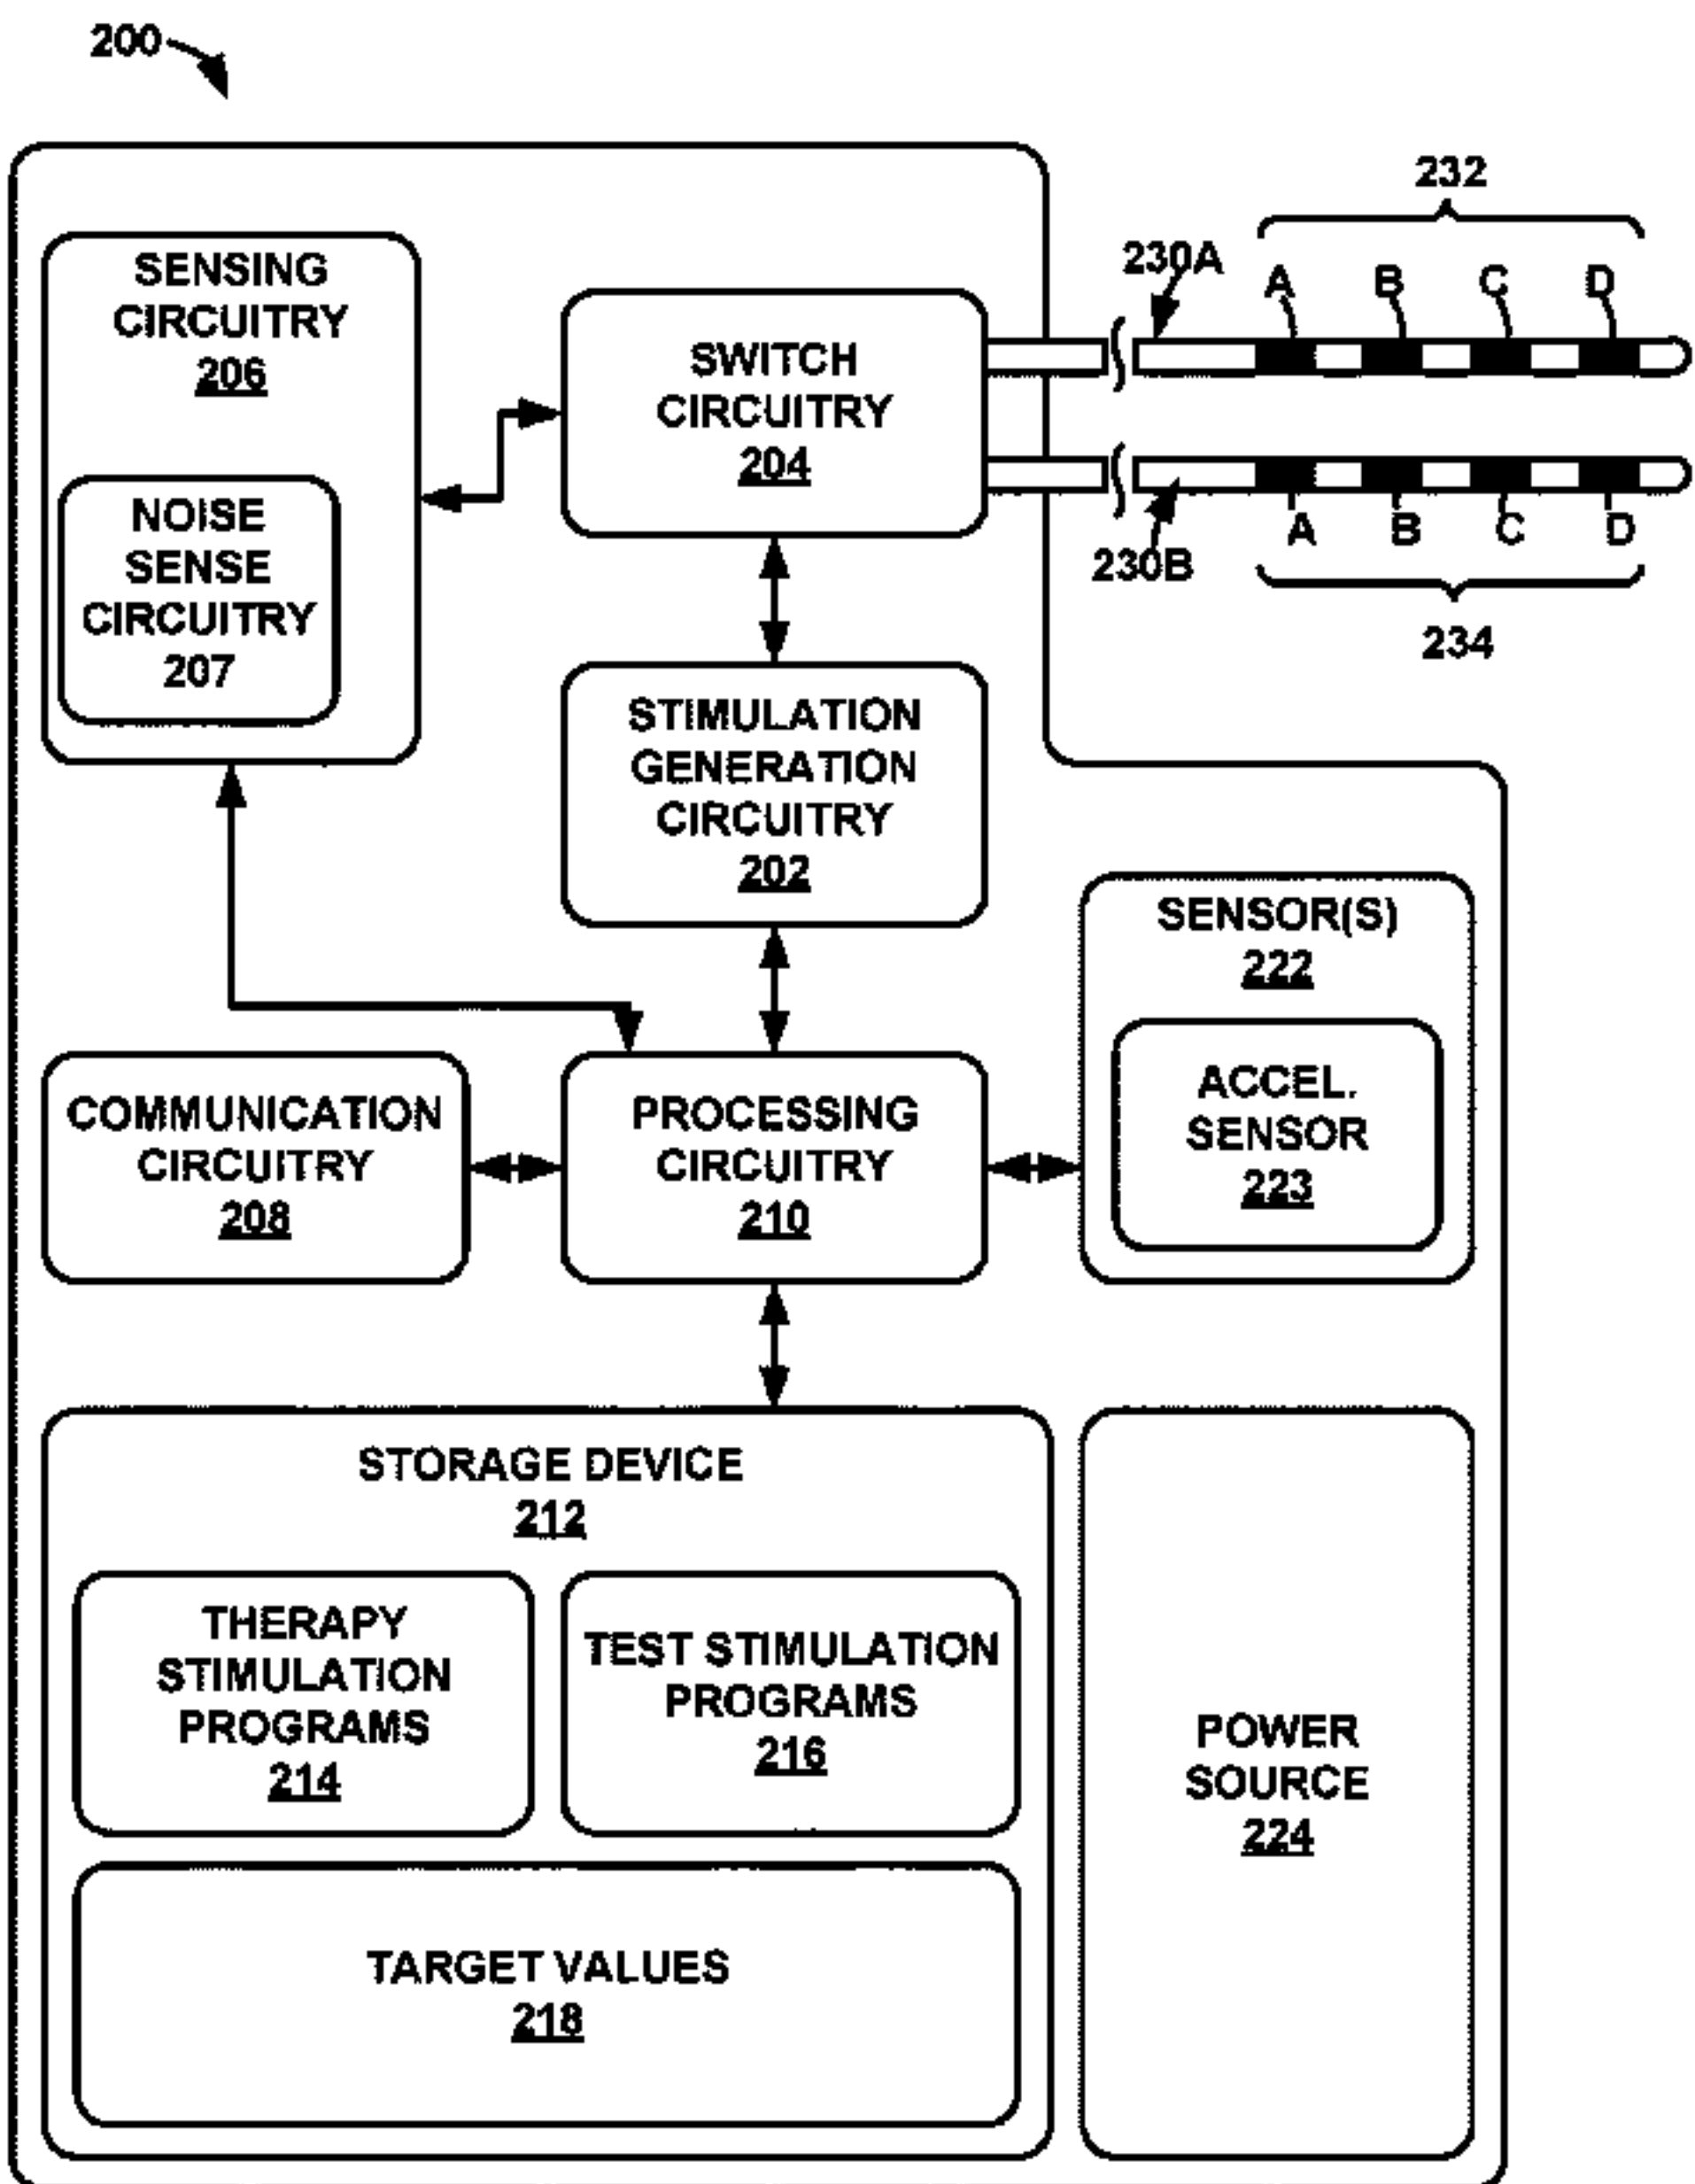 200
232
230A
A B C D
SENSING
CIRCUITRY
206
SWITCH
CIRCUITRY
204
NOISE
SENSE
CIRCUITRY
207
A B C D
230B
234
STIMULATION
GENERATION
CIRCUITRY
202
SENSOR(S)
222
ACCEL.
SENSOR
223
COMMUNICATION
CIRCUITRY
208
PROCESSING
CIRCUITRY
210
STORAGE DEVICE
212
THERAPY
STIMULATION
PROGRAMS
214
TEST STIMULATION
PROGRAMS
216
POWER
SOURCE
224
TARGET VALUES
218